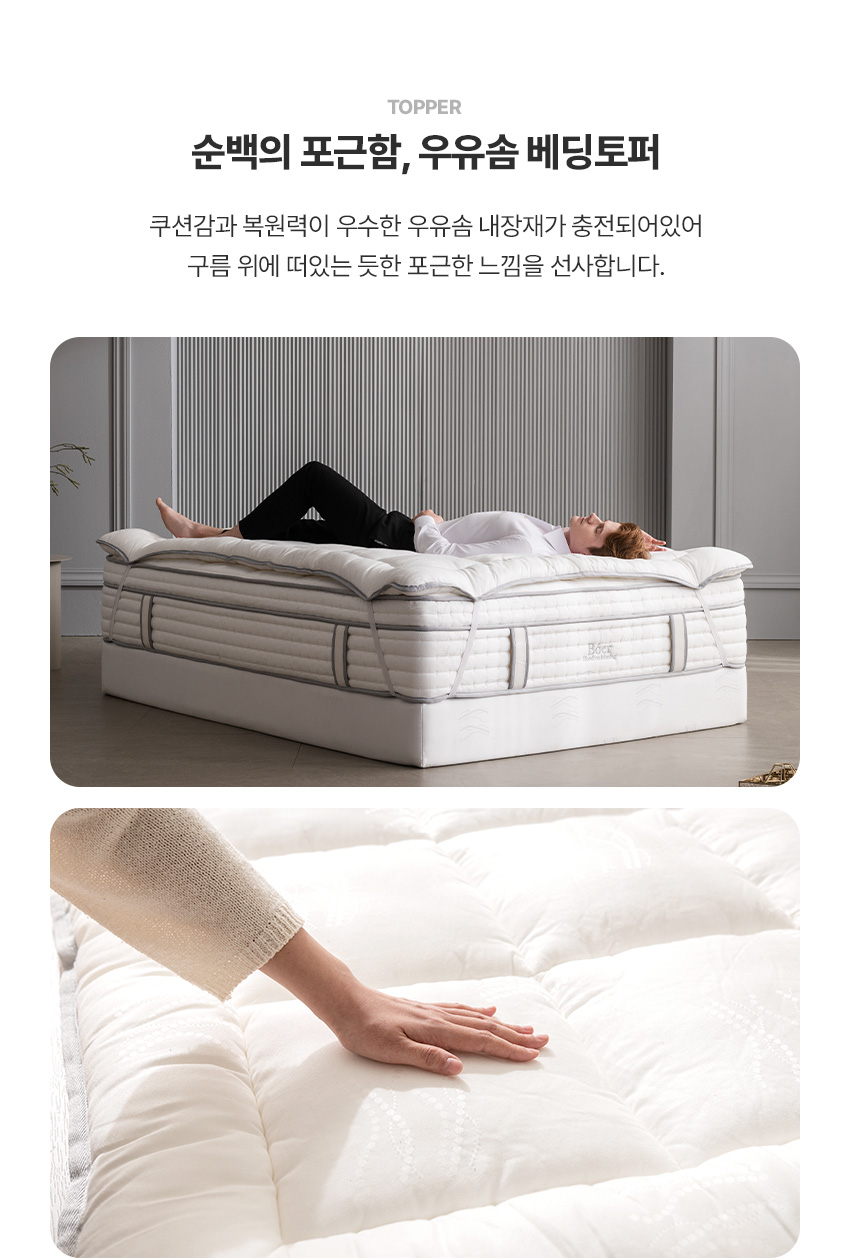 TOPPER
순백의 포근함, 우유솜 베딩토퍼
쿠션감과 복원력이 우수한 우유솜 내장재가 충전되어있어
구름 위에 떠있는 듯한 포근한 느낌을 선사합니다.